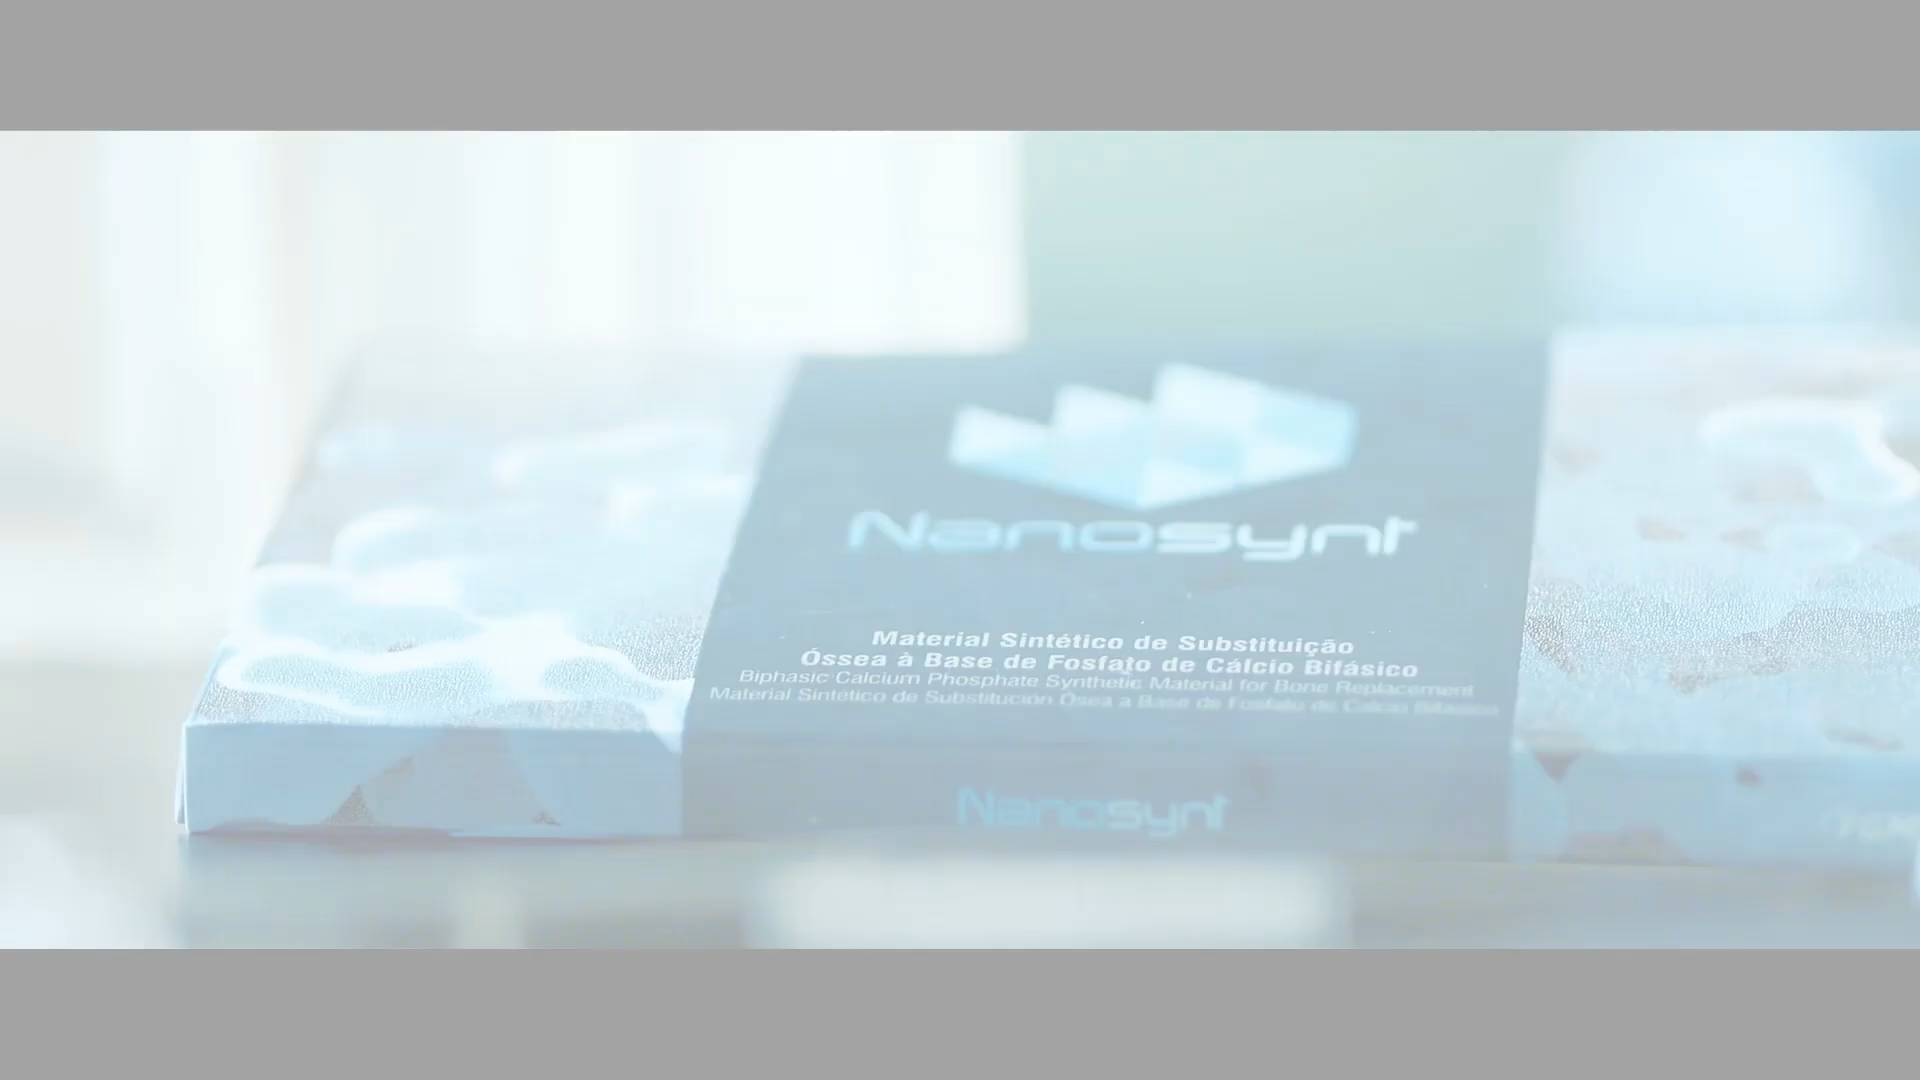 Nanosynt
Material Sintético de Substituição
Óssea à Base de Fosfato de Cálcio Bifásico
Biphasic Calcium Phosphate Synthetic Material for Bone Replacement
Material Sintético de Substitución Ósea a Base de Fosfato de Calcio Bifásico
Nanosynt